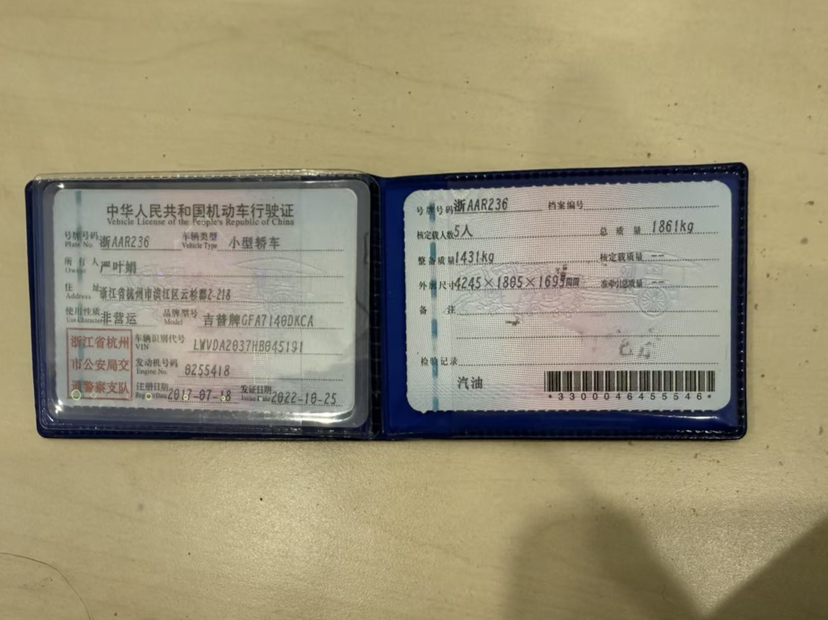 中华人民共和国机动车行驶证
Vehicle License of the People's Republic of China
号牌号码 浙AAR236 车辆类型 小型轿车
Plate No. Vehicle Type
所有人 严叶娟
Owner
住址 浙江省杭州市滨江区云杉郡2-218
Address
使用性质 非营运 品牌型号 吉普牌GFA7140DKCA
Use Character Model
浙江省杭州
市公安局交
通警察支队
车辆识别代号 LWVDA2037HB045191
VIN
发动机号码 0255418
Engine No.
注册日期 2017-07-18 发证日期 2022-10-25
Register Date Issue Date
号牌号码 浙AAR236 档案编号
核定载人数 5人 总质量 1861kg
整备质量 1431kg 核定载质量 --
外廓尺寸 4245×1805×1693mm 准牵引总质量 --
备注
检验记录
汽油
*3300046455546*